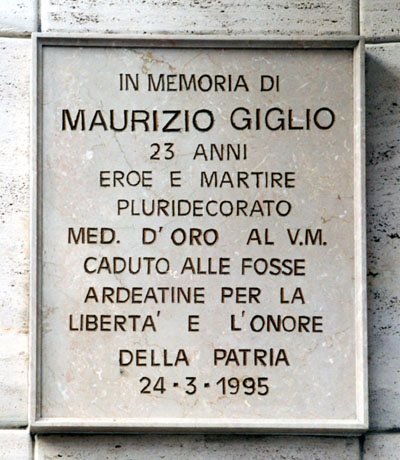 IN MEMORIA DI
MAURIZIO GIGLIO
23 ANNI
EROE E MARTIRE
PLURIDECORATO
MED. D'ORO AL V.M.
CADUTO ALLE FOSSE
ARDEATINE PER LA
LIBERTA' E L'ONORE
DELLA PATRIA
24·3·1995